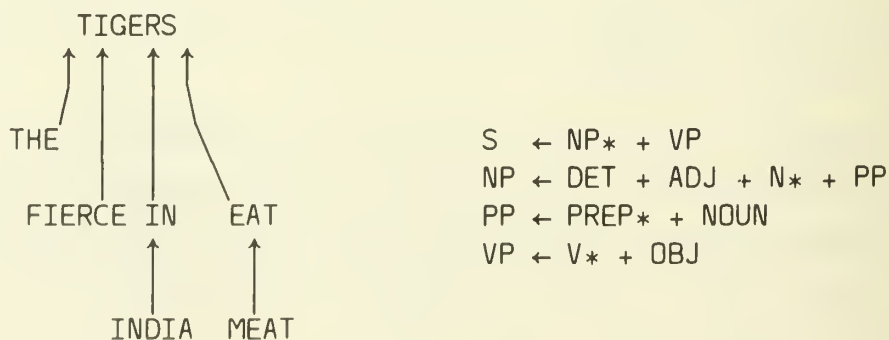 TIGERS
THE
FIERCE IN EAT
INDIA MEAT
S ← NP* + VP
NP ← DET + ADJ + N* + PP
PP ← PREP* + NOUN
VP ← V* + OBJ